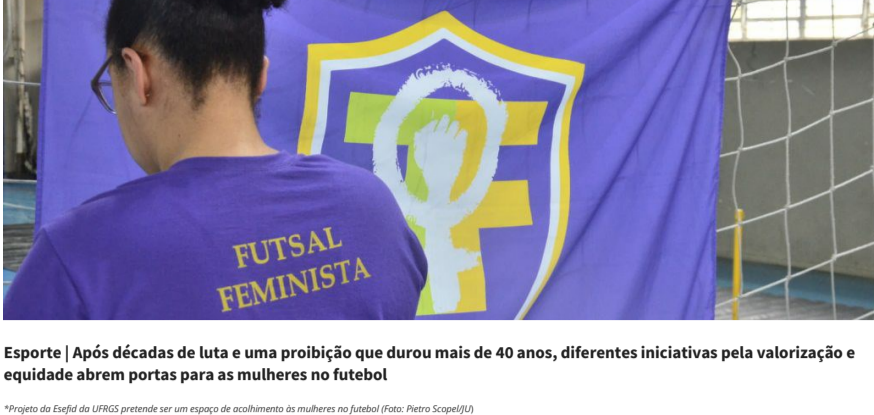 FUTSAL
FEMINISTA
TF
Esporte | Após décadas de luta e uma proibição que durou mais de 40 anos, diferentes iniciativas pela valorização e
equidade abrem portas para as mulheres no futebol
*Projeto da Esefid da UFRGS pretende ser um espaço de acolhimento às mulheres no futebol (Foto: Pietro Scopel/JU)